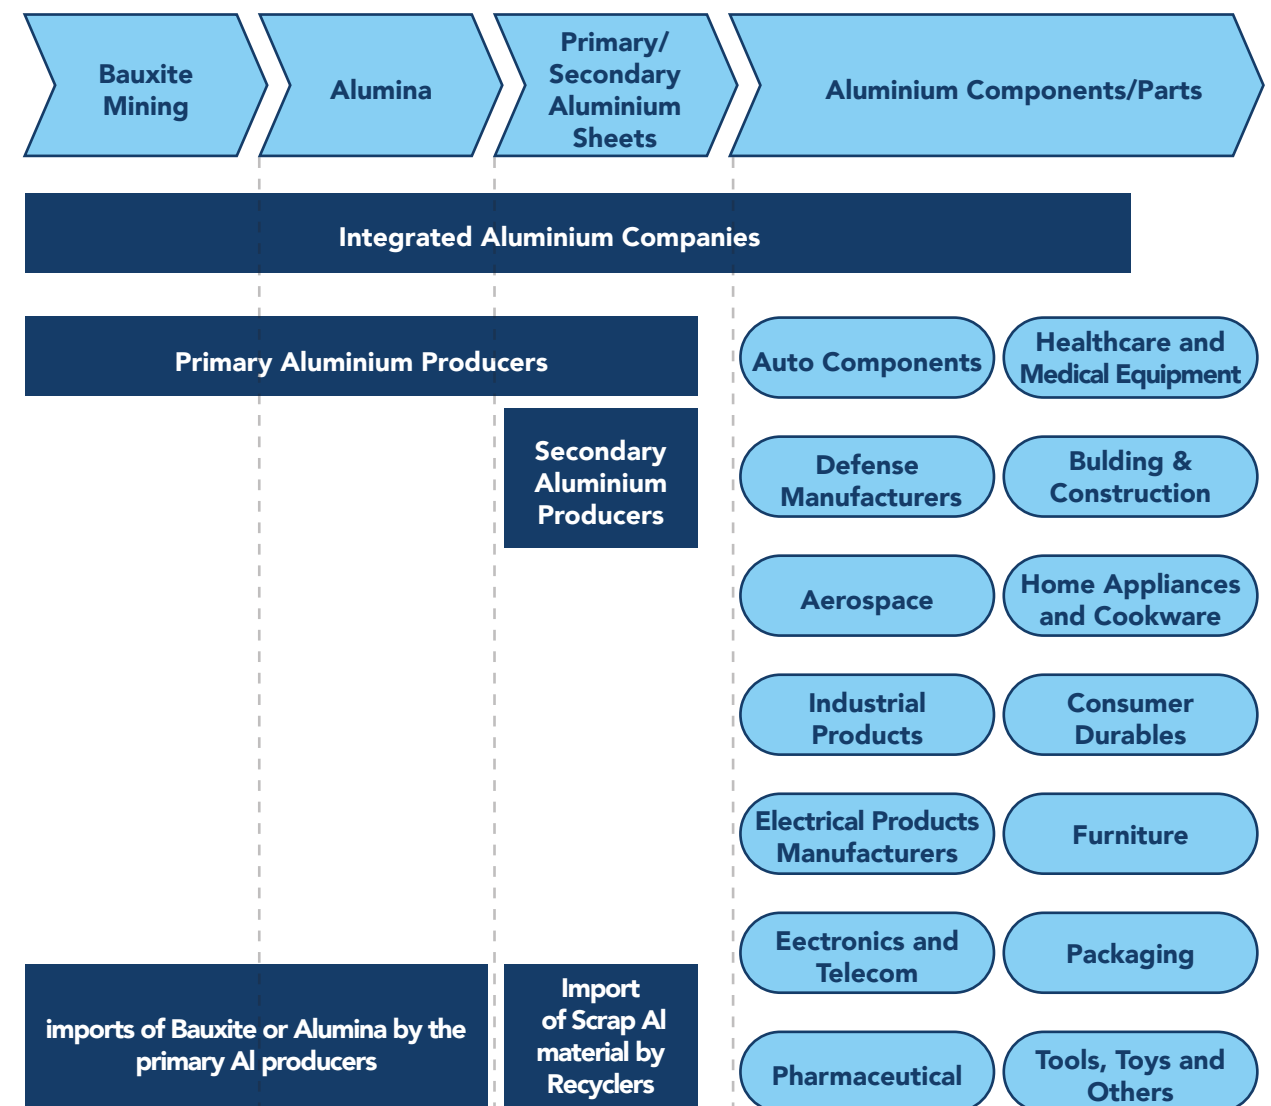 Bauxite
Mining
Alumina
Primary/
Secondary
Aluminium
Sheets
Aluminium Components/Parts
Integrated Aluminium Companies
Primary Aluminium Producers
Auto Components
Healthcare and
Medical Equipment
Secondary
Aluminium
Producers
Defense
Manufacturers
Bulding &
Construction
Aerospace
Home Appliances
and Cookware
Industrial
Products
Consumer
Durables
Electrical Products
Manufacturers
Furniture
Eectronics and
Telecom
Packaging
imports of Bauxite or Alumina by the
primary Al producers
Import
of Scrap Al
material by
Recyclers
Pharmaceutical
Tools, Toys and
Others